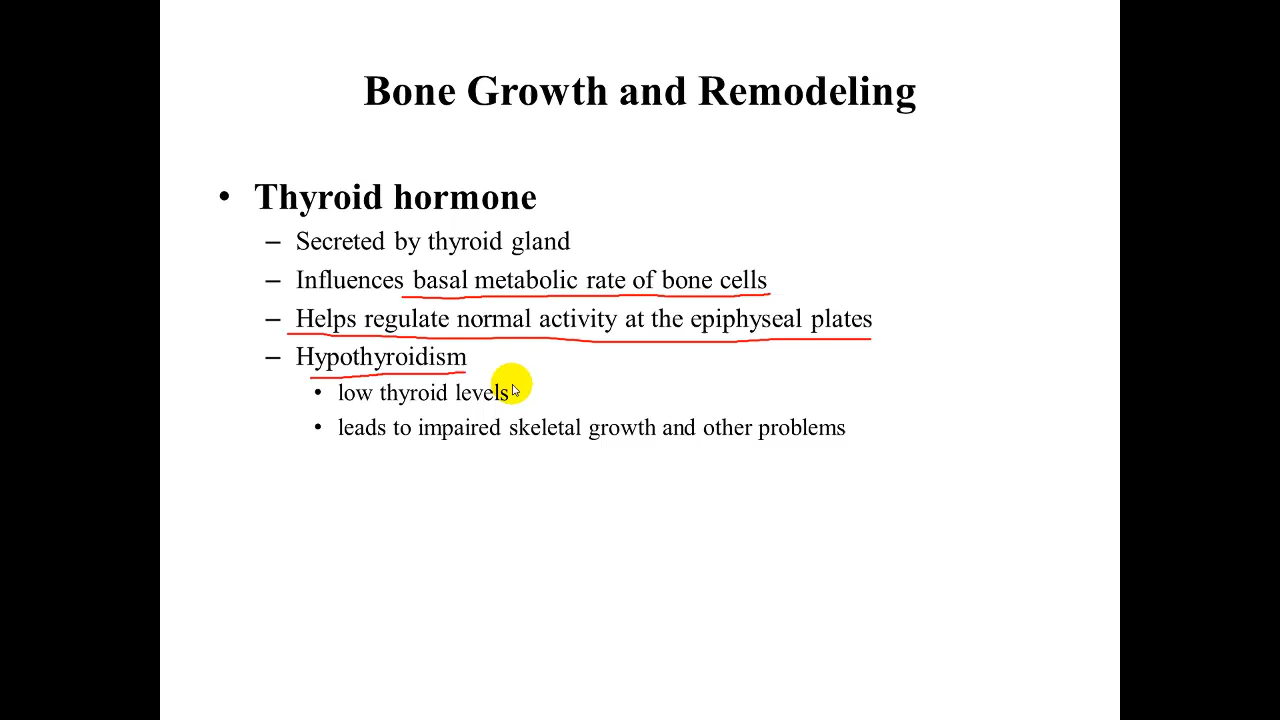 Bone Growth and Remodeling
• Thyroid hormone
– Secreted by thyroid gland
– Influences basal metabolic rate of bone cells
– Helps regulate normal activity at the epiphyseal plates
– Hypothyroidism
• low thyroid levels
• leads to impaired skeletal growth and other problems